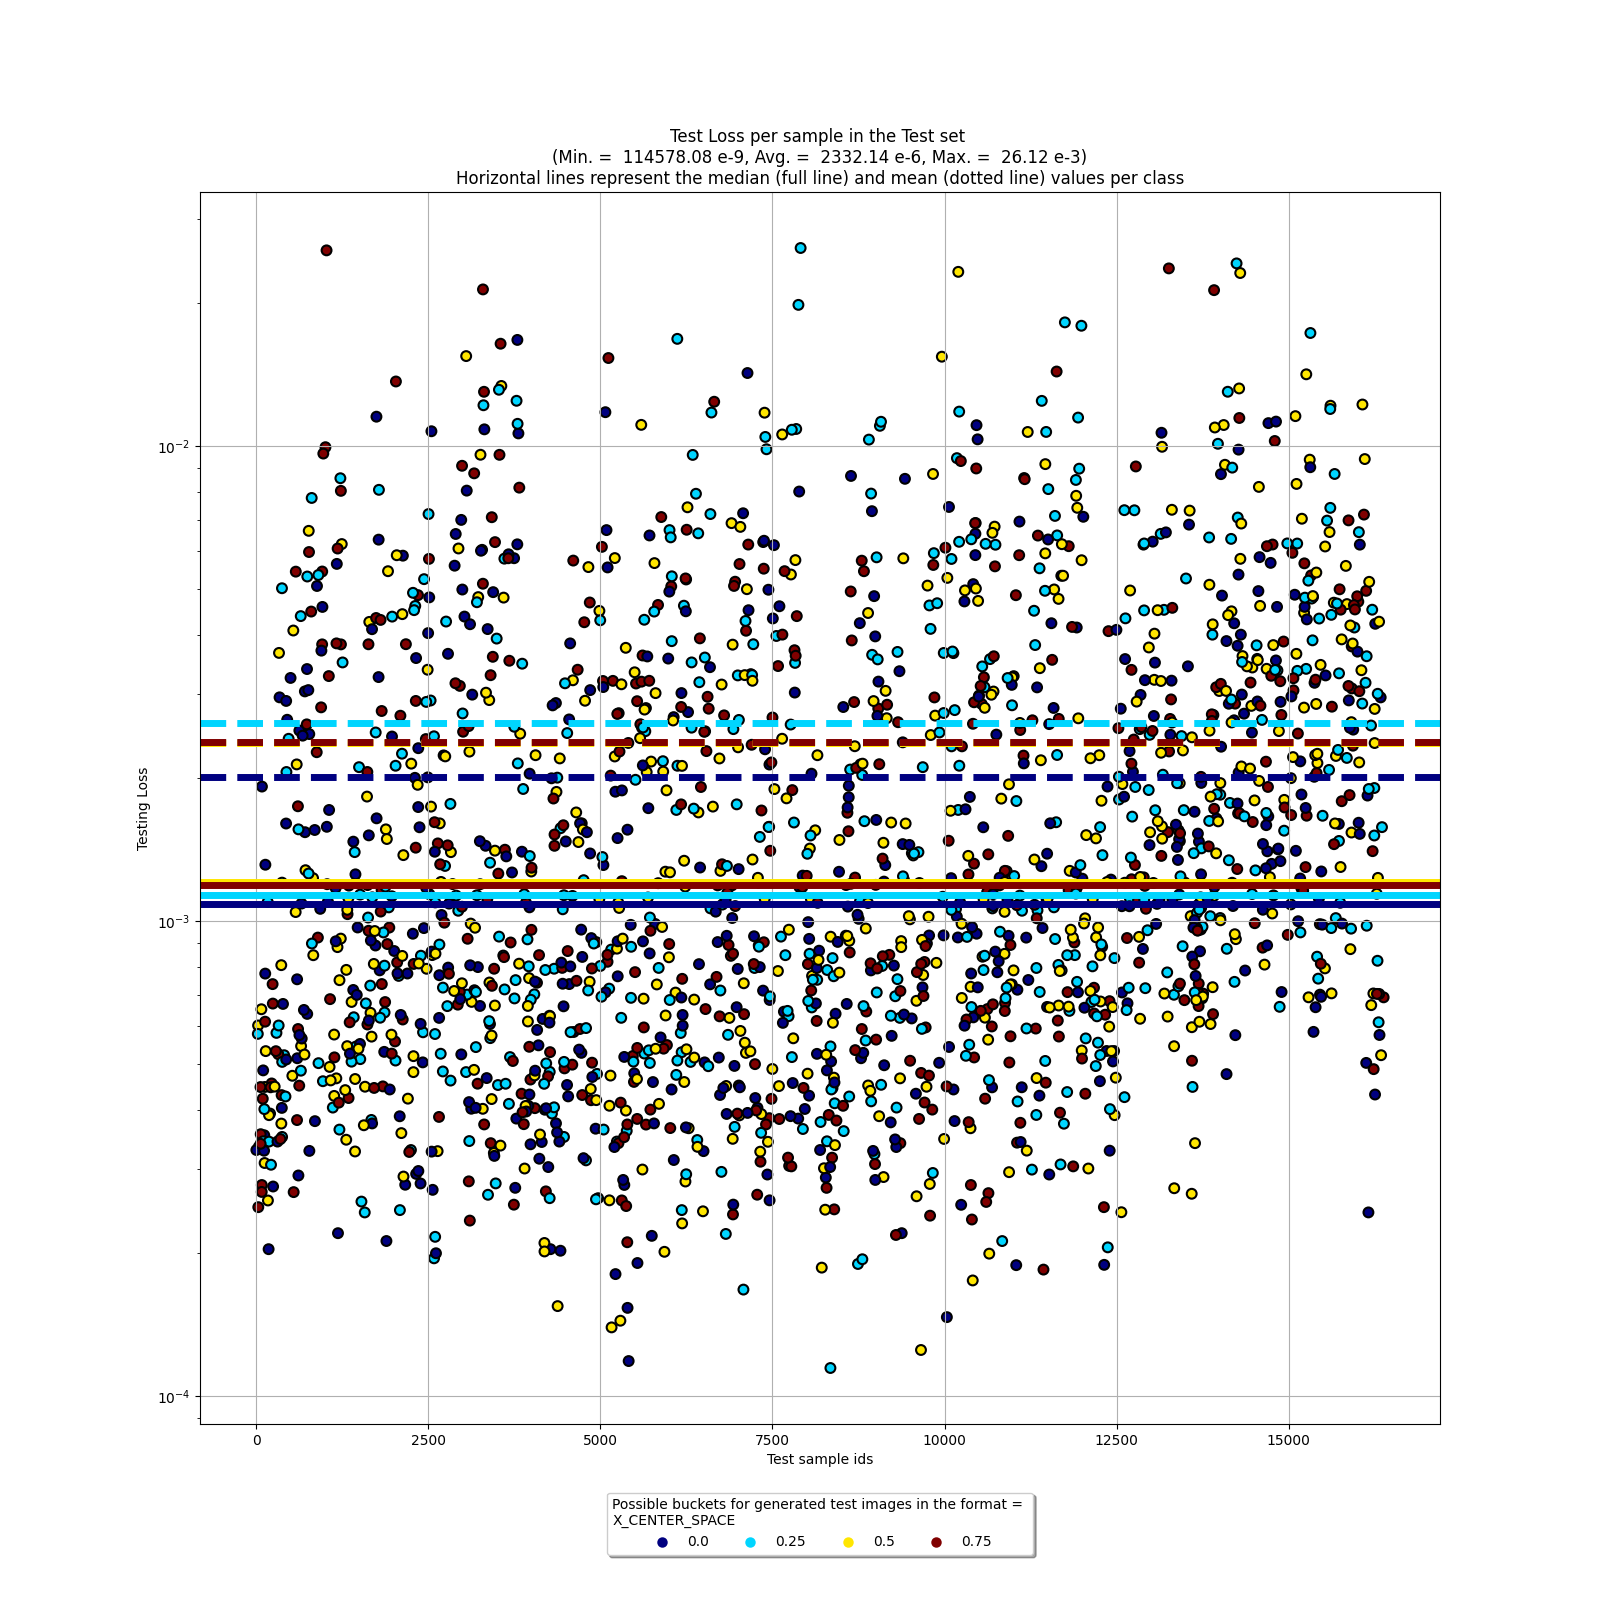 Test Loss per sample in the Test set
(Min. = 114578.08 e-9, Avg. = 2332.14 e-6, Max. = 26.12 e-3)
Horizontal lines represent the median (full line) and mean (dotted line) values per class
Testing Loss
10⁻²
10⁻³
10⁻⁴
0 2500 5000 7500 10000 12500 15000
Test sample ids
Possible buckets for generated test images in the format =
X_CENTER_SPACE
0.0 0.25 0.5 0.75